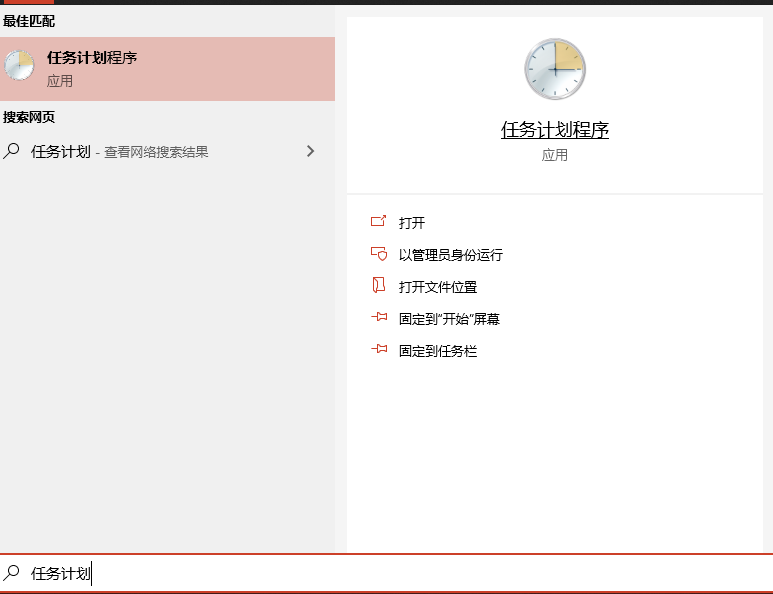 最佳匹配
任务计划程序
应用
搜索网页
任务计划 - 查看网络搜索结果
任务计划程序
应用
打开
以管理员身份运行
打开文件位置
固定到"开始"屏幕
固定到任务栏
任务计划